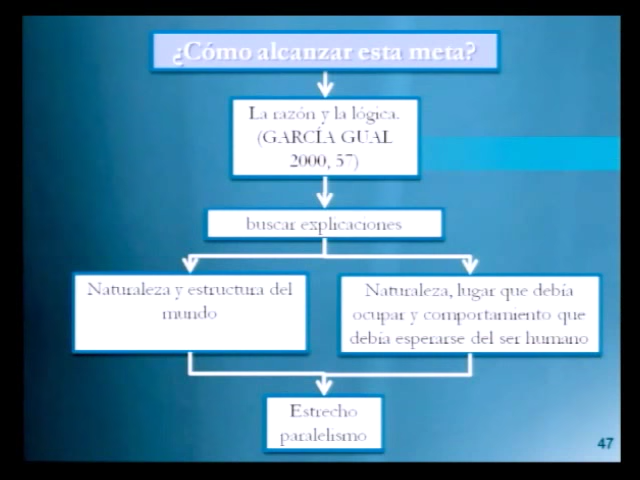 ¿Cómo alcanzar esta meta?
La razón y la lógica.
(GARCÍA GUAL
2000, 57)
buscar explicaciones
Naturaleza y estructura del
mundo
Naturaleza, lugar que debía
ocupar y comportamiento que
debía esperarse del ser humano
Estrecho
paralelismo
47